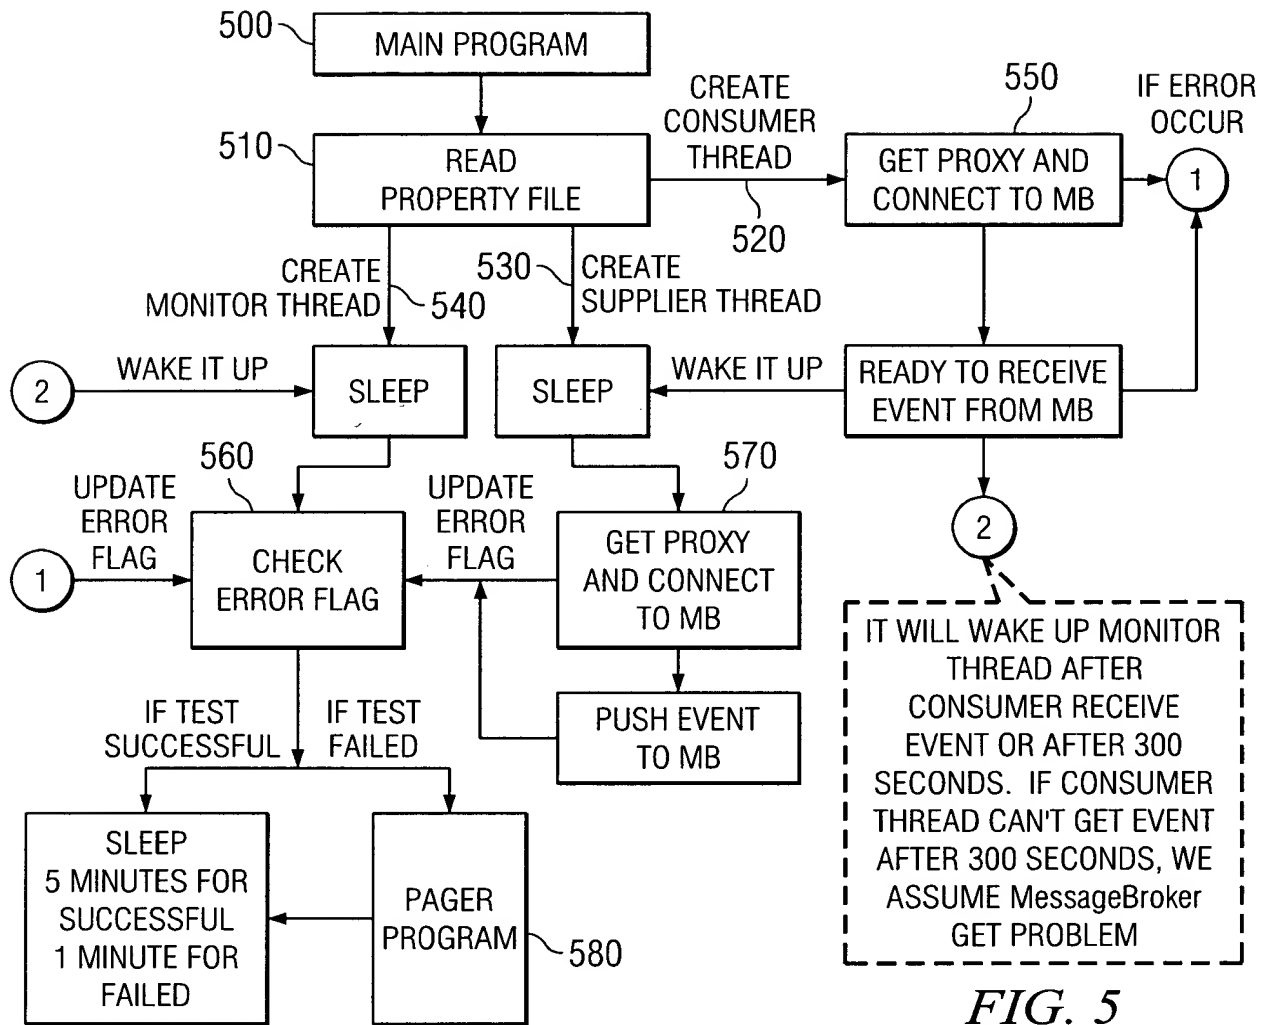 500
MAIN PROGRAM
510
READ
PROPERTY FILE
CREATE
CONSUMER
THREAD
520
550
GET PROXY AND
CONNECT TO MB
IF ERROR
OCCUR
1
CREATE
MONITOR THREAD
540
530
CREATE
SUPPLIER THREAD
2
WAKE IT UP
SLEEP
SLEEP
WAKE IT UP
READY TO RECEIVE
EVENT FROM MB
2
560
UPDATE
ERROR
FLAG
1
CHECK
ERROR FLAG
UPDATE
ERROR
FLAG
570
GET PROXY
AND CONNECT
TO MB
PUSH EVENT
TO MB
IF TEST
SUCCESSFUL
IF TEST
FAILED
SLEEP
5 MINUTES FOR
SUCCESSFUL
1 MINUTE FOR
FAILED
PAGER
PROGRAM
580
IT WILL WAKE UP MONITOR
THREAD AFTER
CONSUMER RECEIVE
EVENT OR AFTER 300
SECONDS. IF CONSUMER
THREAD CAN'T GET EVENT
AFTER 300 SECONDS, WE
ASSUME MessageBroker
GET PROBLEM
FIG. 5